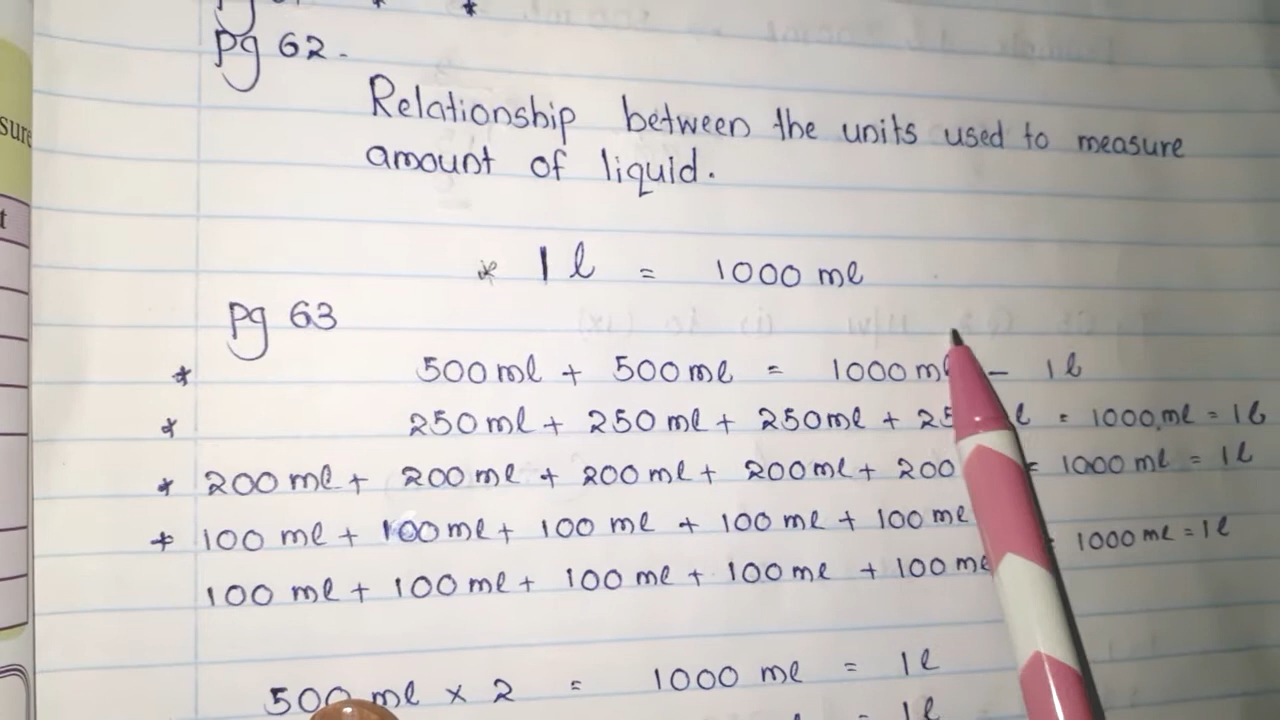 sure
t
pg 62.
Relationship between the units used to measure
amount of liquid.
* 1 l = 1000 ml
pg 63
* 500 ml + 500 ml = 1000 m - 1 l
* 250 ml + 250 ml + 250 ml + 25 l = 1000 ml = 1 l
* 200 ml + 200 ml + 200 ml + 200 ml + 200 = 1000 ml = 1 l
* 100 ml + 100 ml + 100 ml + 100 ml + 100 ml
= 1000 ml = 1 l
100 ml + 100 ml + 100 ml + 100 ml + 100 ml
500 ml × 2 = 1000 ml = 1 l
= 1 l